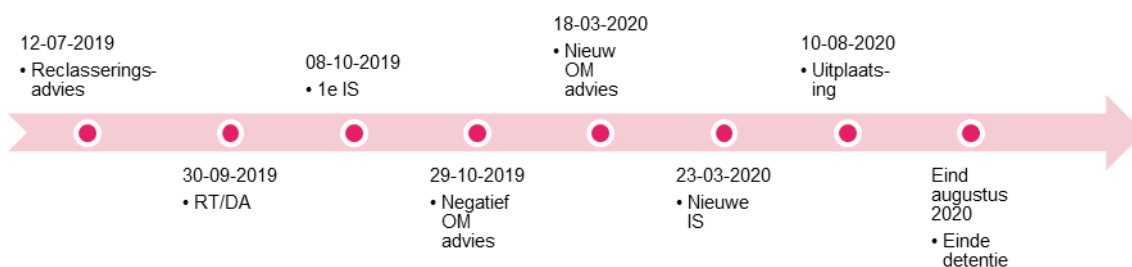 12-07-2019
• Reclasserings-
advies
30-09-2019
• RT/DA
08-10-2019
• 1e IS
29-10-2019
• Negatief
OM
advies
18-03-2020
• Nieuw
OM
advies
23-03-2020
• Nieuwe
IS
10-08-2020
• Uitplaats-
ing
Eind
augustus
2020
• Einde
detentie